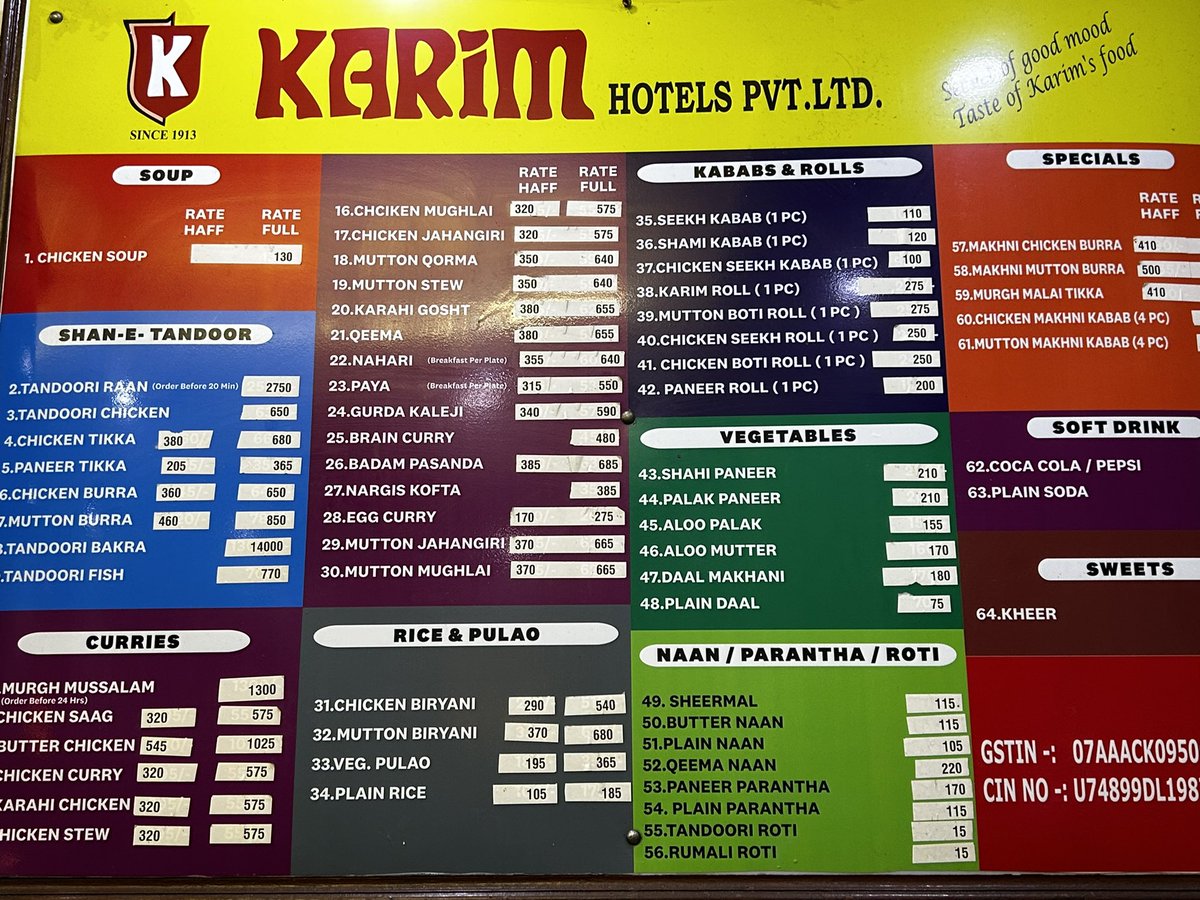 K
SINCE 1913
KARIM HOTELS PVT.LTD.
of good mood
Taste of Karim's food
SOUP
RATE HAFF RATE FULL
1. CHICKEN SOUP 130
SHAN-E- TANDOOR
2.TANDOORI RAAN (Order Before 20 Min) 2750
3.TANDOORI CHICKEN 650
4.CHICKEN TIKKA 380 680
5.PANEER TIKKA 205 365
6.CHICKEN BURRA 360 650
7.MUTTON BURRA 460 850
TANDOORI BAKRA 14000
.TANDOORI FISH 770
CURRIES
.MURGH MUSSALAM 1300
(Order Before 24 Hrs)
CHICKEN SAAG 320 575
BUTTER CHICKEN 545 1025
CHICKEN CURRY 320 575
KARAHI CHICKEN 320 575
CHICKEN STEW 320 575
RATE HAFF RATE FULL
16.CHCIKEN MUGHLAI 320 575
17.CHICKEN JAHANGIRI 320 575
18.MUTTON QORMA 350 640
19.MUTTON STEW 350 640
20.KARAHI GOSHT 380 655
21.QEEMA 380 655
22.NAHARI (Breakfast Per Plate) 355 640
23.PAYA (Breakfast Per Plate) 315 550
24.GURDA KALEJI 340 590
25.BRAIN CURRY 480
26.BADAM PASANDA 385 685
27.NARGIS KOFTA 385
28.EGG CURRY 170 275
29.MUTTON JAHANGIRI 370 665
30.MUTTON MUGHLAI 370 665
RICE & PULAO
31.CHICKEN BIRYANI 290 540
32.MUTTON BIRYANI 370 680
33.VEG. PULAO 195 365
34.PLAIN RICE 105 185
KABABS & ROLLS
35.SEEKH KABAB (1 PC) 110
36.SHAMI KABAB (1 PC) 120
37.CHICKEN SEEKH KABAB (1 PC) 100
38.KARIM ROLL ( 1 PC) 275
39.MUTTON BOTI ROLL ( 1 PC ) 275
40.CHICKEN SEEKH ROLL ( 1 PC ) 250
41. CHICKEN BOTI ROLL ( 1 PC ) 250
42. PANEER ROLL ( 1 PC) 200
VEGETABLES
43.SHAHI PANEER 210
44.PALAK PANEER 210
45.ALOO PALAK 155
46.ALOO MUTTER 170
47.DAAL MAKHANI 180
48.PLAIN DAAL 75
NAAN / PARANTHA / ROTI
49. SHEERMAL 115.
50.BUTTER NAAN 115
51.PLAIN NAAN 105
52.QEEMA NAAN 220
53.PANEER PARANTHA 170
54. PLAIN PARANTHA 115
55.TANDOORI ROTI 15
56.RUMALI ROTI 15
SPECIALS
RATE HAFF
57.MAKHNI CHICKEN BURRA 410
58.MAKHNI MUTTON BURRA 500
59.MURGH MALAI TIKKA 410
60.CHICKEN MAKHNI KABAB (4 PC)
61.MUTTON MAKHNI KABAB (4 PC)
SOFT DRINK
62.COCA COLA / PEPSI
63.PLAIN SODA
SWEETS
64.KHEER
GSTIN -: 07AAACK0950
CIN NO -: U74899DL198